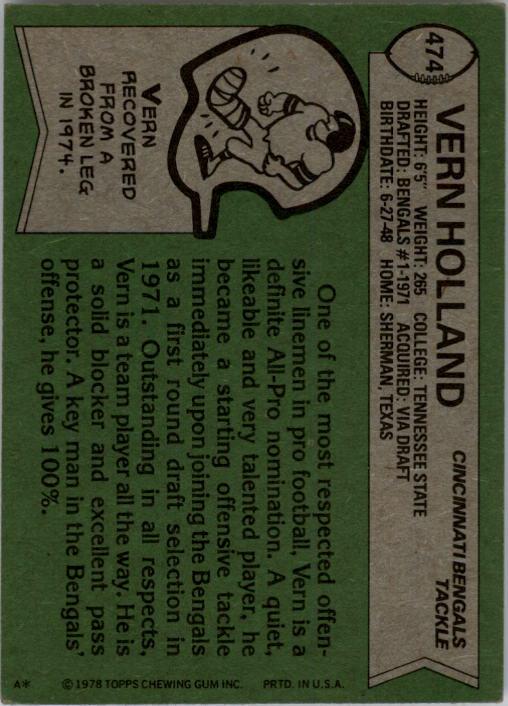 474
VERN HOLLAND
CINCINNATI BENGALS
TACKLE
HEIGHT: 6'5" WEIGHT: 265 COLLEGE: TENNESSEE STATE
DRAFTED: BENGALS #1-1971 ACQUIRED: VIA DRAFT
BIRTHDATE: 6-27-48 HOME: SHERMAN, TEXAS
VERN
RECOVERED
FROM A
BROKEN LEG
IN 1974.
One of the most respected offen-
sive linemen in pro football, Vern is a
definite All-Pro nomination. A quiet,
likeable and very talented player, he
became a starting offensive tackle
immediately upon joining the Bengals
as a first round draft selection in
1971. Outstanding in all respects,
Vern is a team player all the way. He is
a solid blocker and excellent pass
protector. A key man in the Bengals'
offense, he gives 100%.
A* © 1978 TOPPS CHEWING GUM INC. PRTD. IN U.S.A.